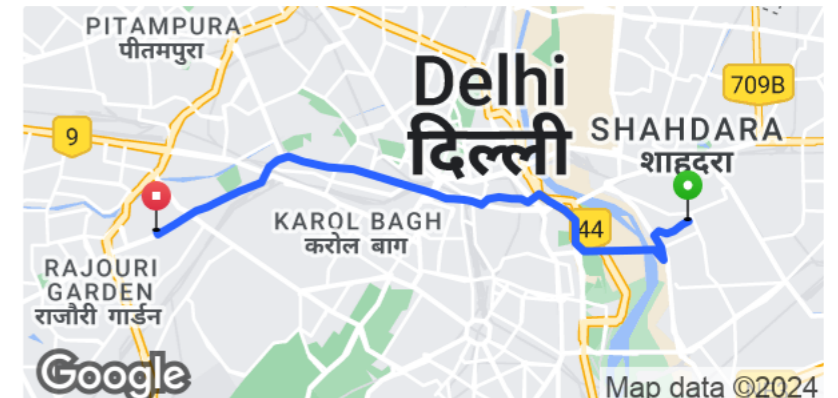 PITAMPURA
पीतमपुरा
Delhi
दिल्ली
709B
9
SHAHDARA
शाहदरा
KAROL BAGH
करोल बाग
44
RAJOURI
GARDEN
राजौरी गार्डन
Google
Map data ©2024